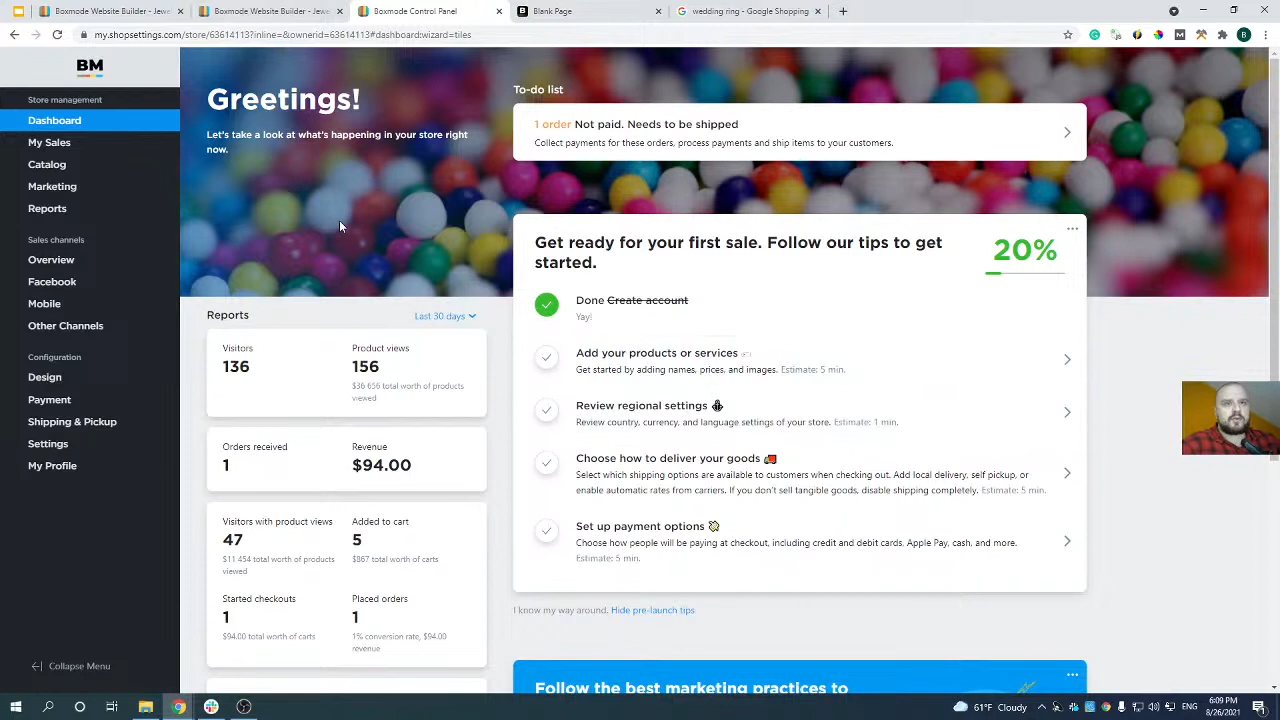 Boxmode Website Builder - Jewe
Boxmode Website Builder - Jewe
Boxmode Control Panel
Blank Page
wedding ring - Google Shopping
my.shopsettings.com/store/63614113?inline=&ownerid=63614113#dashboard:wizard=tiles
BM
Store management
Dashboard
My Sales
Catalog
Marketing
Reports
Sales channels
Overview
Facebook
Mobile
Other Channels
Configuration
Design
Payment
Shipping & Pickup
Settings
My Profile
Collapse Menu
Greetings!
Let's take a look at what's happening in your store right
now.
Reports
Last 30 days
Visitors
136
Product views
156
$36 656 total worth of products
viewed
Orders received
1
Revenue
$94.00
Visitors with product views
47
$11 454 total worth of products
viewed
Added to cart
5
$867 total worth of carts
Started checkouts
1
$94.00 total worth of carts
Placed orders
1
1% conversion rate, $94.00
revenue
To-do list
1 order Not paid. Needs to be shipped
Collect payments for these orders, process payments and ship items to your customers.
Get ready for your first sale. Follow our tips to get
started.
20%
Done Create account
Yay!
Add your products or services
Get started by adding names, prices, and images. Estimate: 5 min.
Review regional settings
Review country, currency, and language settings of your store. Estimate: 1 min.
Choose how to deliver your goods
Select which shipping options are available to customers when checking out. Add local delivery, self pickup, or
enable automatic rates from carriers. If you don't sell tangible goods, disable shipping completely. Estimate: 5 min.
Set up payment options
Choose how people will be paying at checkout, including credit and debit cards, Apple Pay, cash, and more.
Estimate: 5 min.
I know my way around. Hide pre-launch tips
Follow the best marketing practices to
61°F Cloudy
6:09 PM
8/26/2021